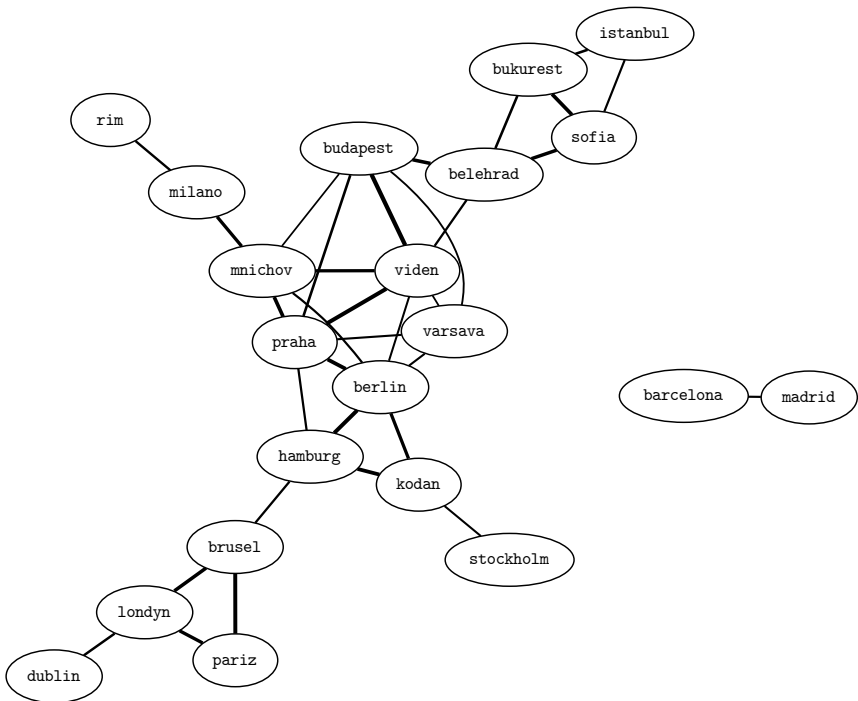 istanbul
bukurest
rim
sofia
budapest
belehrad
milano
mnichov
viden
varsava
praha
berlin
barcelona
madrid
hamburg
kodan
brusel
stockholm
londyn
pariz
dublin